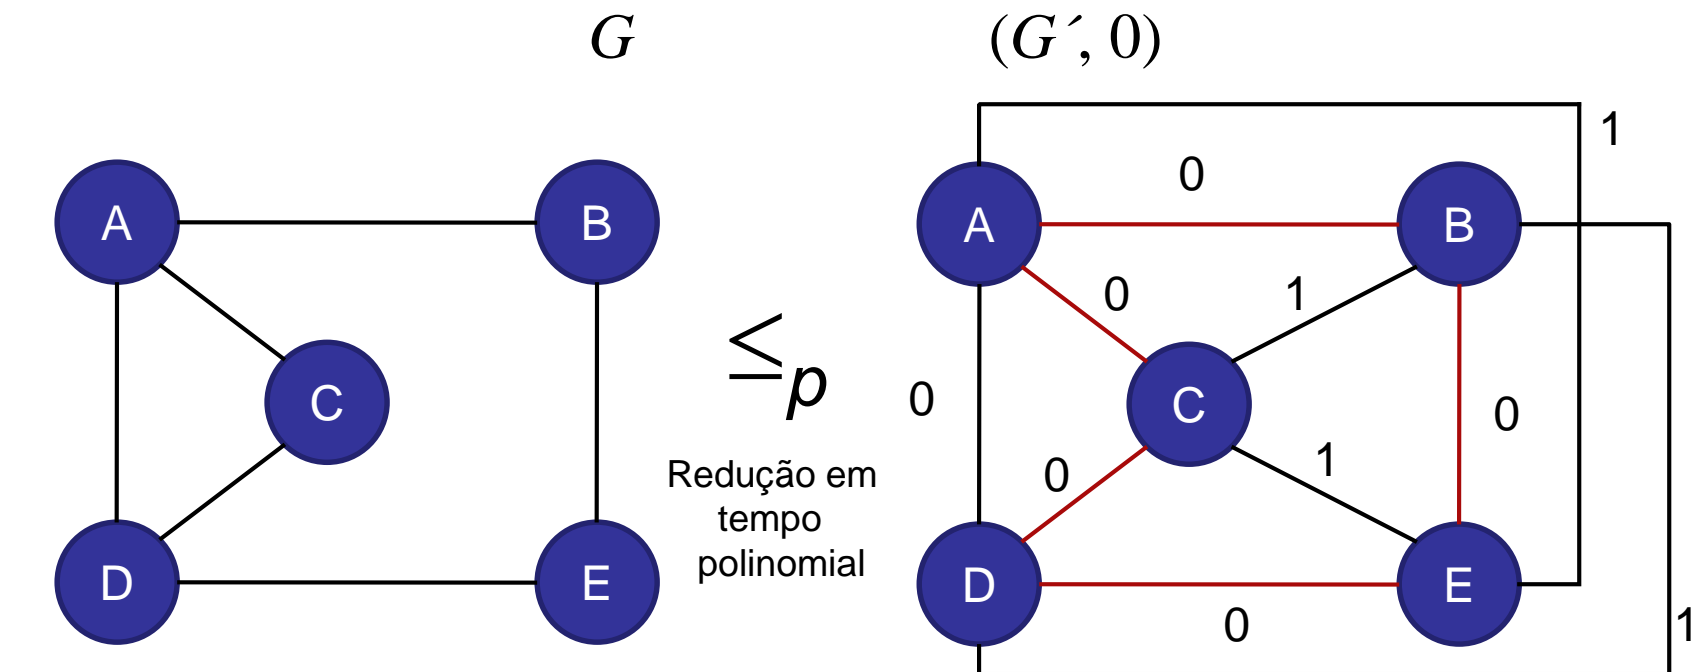 G (G´, 0)
1
0
A B A B
0 1
≤p
C 0 C 0
Redução em
tempo
polinomial
0 1
D E D E
0 1